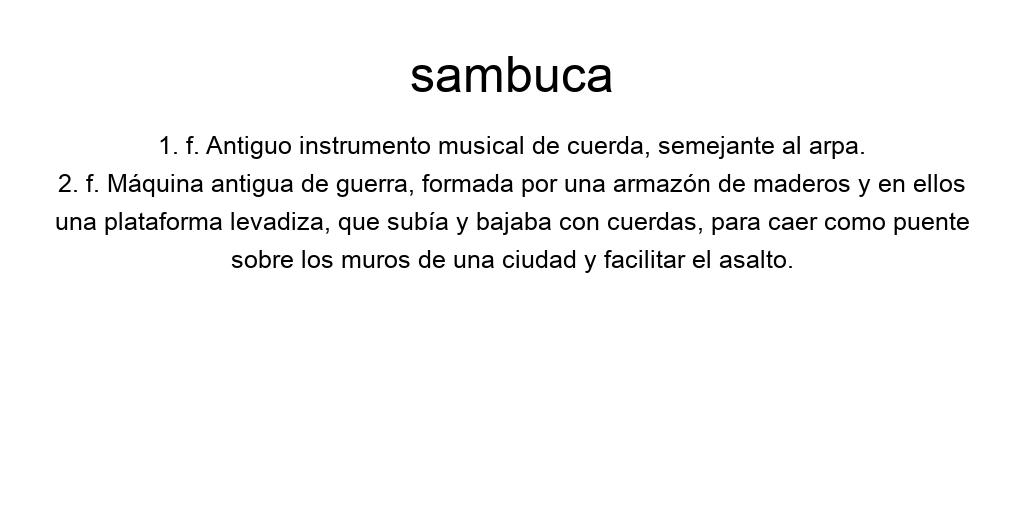 sambuca
1. f. Antiguo instrumento musical de cuerda, semejante al arpa.
2. f. Máquina antigua de guerra, formada por una armazón de maderos y en ellos
una plataforma levadiza, que subía y bajaba con cuerdas, para caer como puente
sobre los muros de una ciudad y facilitar el asalto.